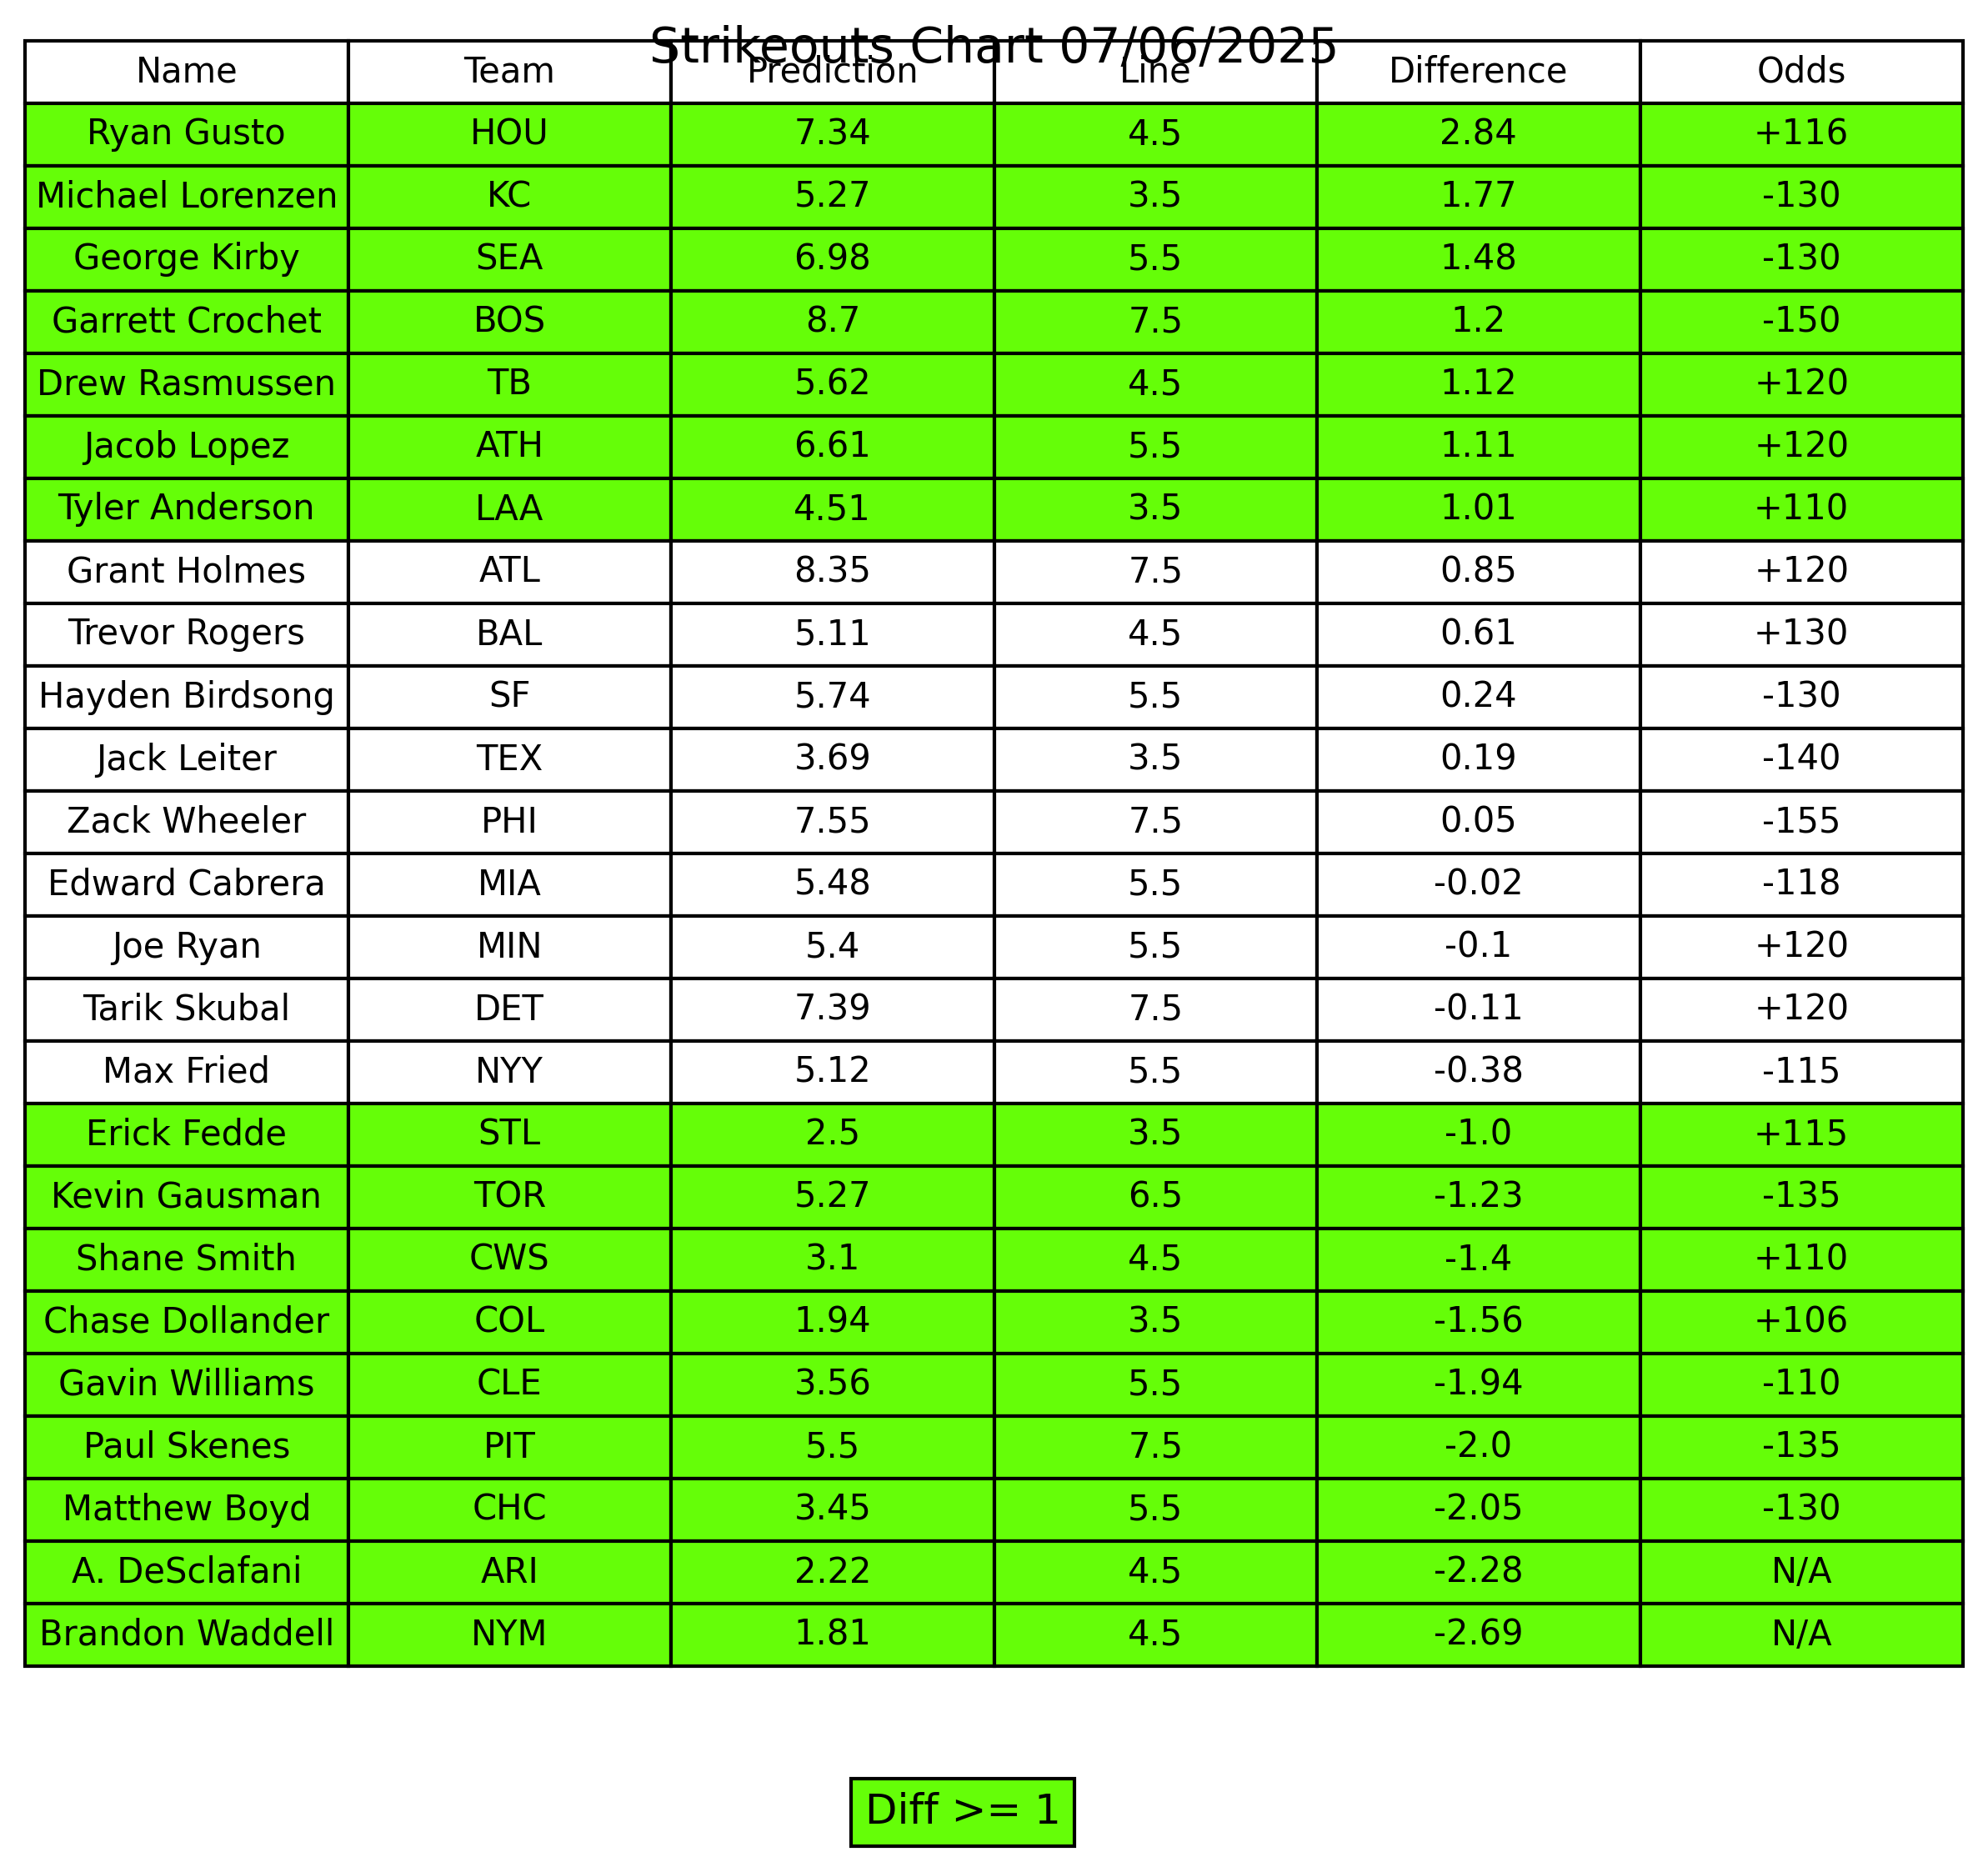 Strikeouts Chart 07/06/2025
Name Team Prediction Line Difference Odds
Ryan Gusto HOU 7.34 4.5 2.84 +116
Michael Lorenzen KC 5.27 3.5 1.77 -130
George Kirby SEA 6.98 5.5 1.48 -130
Garrett Crochet BOS 8.7 7.5 1.2 -150
Drew Rasmussen TB 5.62 4.5 1.12 +120
Jacob Lopez ATH 6.61 5.5 1.11 +120
Tyler Anderson LAA 4.51 3.5 1.01 +110
Grant Holmes ATL 8.35 7.5 0.85 +120
Trevor Rogers BAL 5.11 4.5 0.61 +130
Hayden Birdsong SF 5.74 5.5 0.24 -130
Jack Leiter TEX 3.69 3.5 0.19 -140
Zack Wheeler PHI 7.55 7.5 0.05 -155
Edward Cabrera MIA 5.48 5.5 -0.02 -118
Joe Ryan MIN 5.4 5.5 -0.1 +120
Tarik Skubal DET 7.39 7.5 -0.11 +120
Max Fried NYY 5.12 5.5 -0.38 -115
Erick Fedde STL 2.5 3.5 -1.0 +115
Kevin Gausman TOR 5.27 6.5 -1.23 -135
Shane Smith CWS 3.1 4.5 -1.4 +110
Chase Dollander COL 1.94 3.5 -1.56 +106
Gavin Williams CLE 3.56 5.5 -1.94 -110
Paul Skenes PIT 5.5 7.5 -2.0 -135
Matthew Boyd CHC 3.45 5.5 -2.05 -130
A. DeSclafani ARI 2.22 4.5 -2.28 N/A
Brandon Waddell NYM 1.81 4.5 -2.69 N/A
Diff >= 1